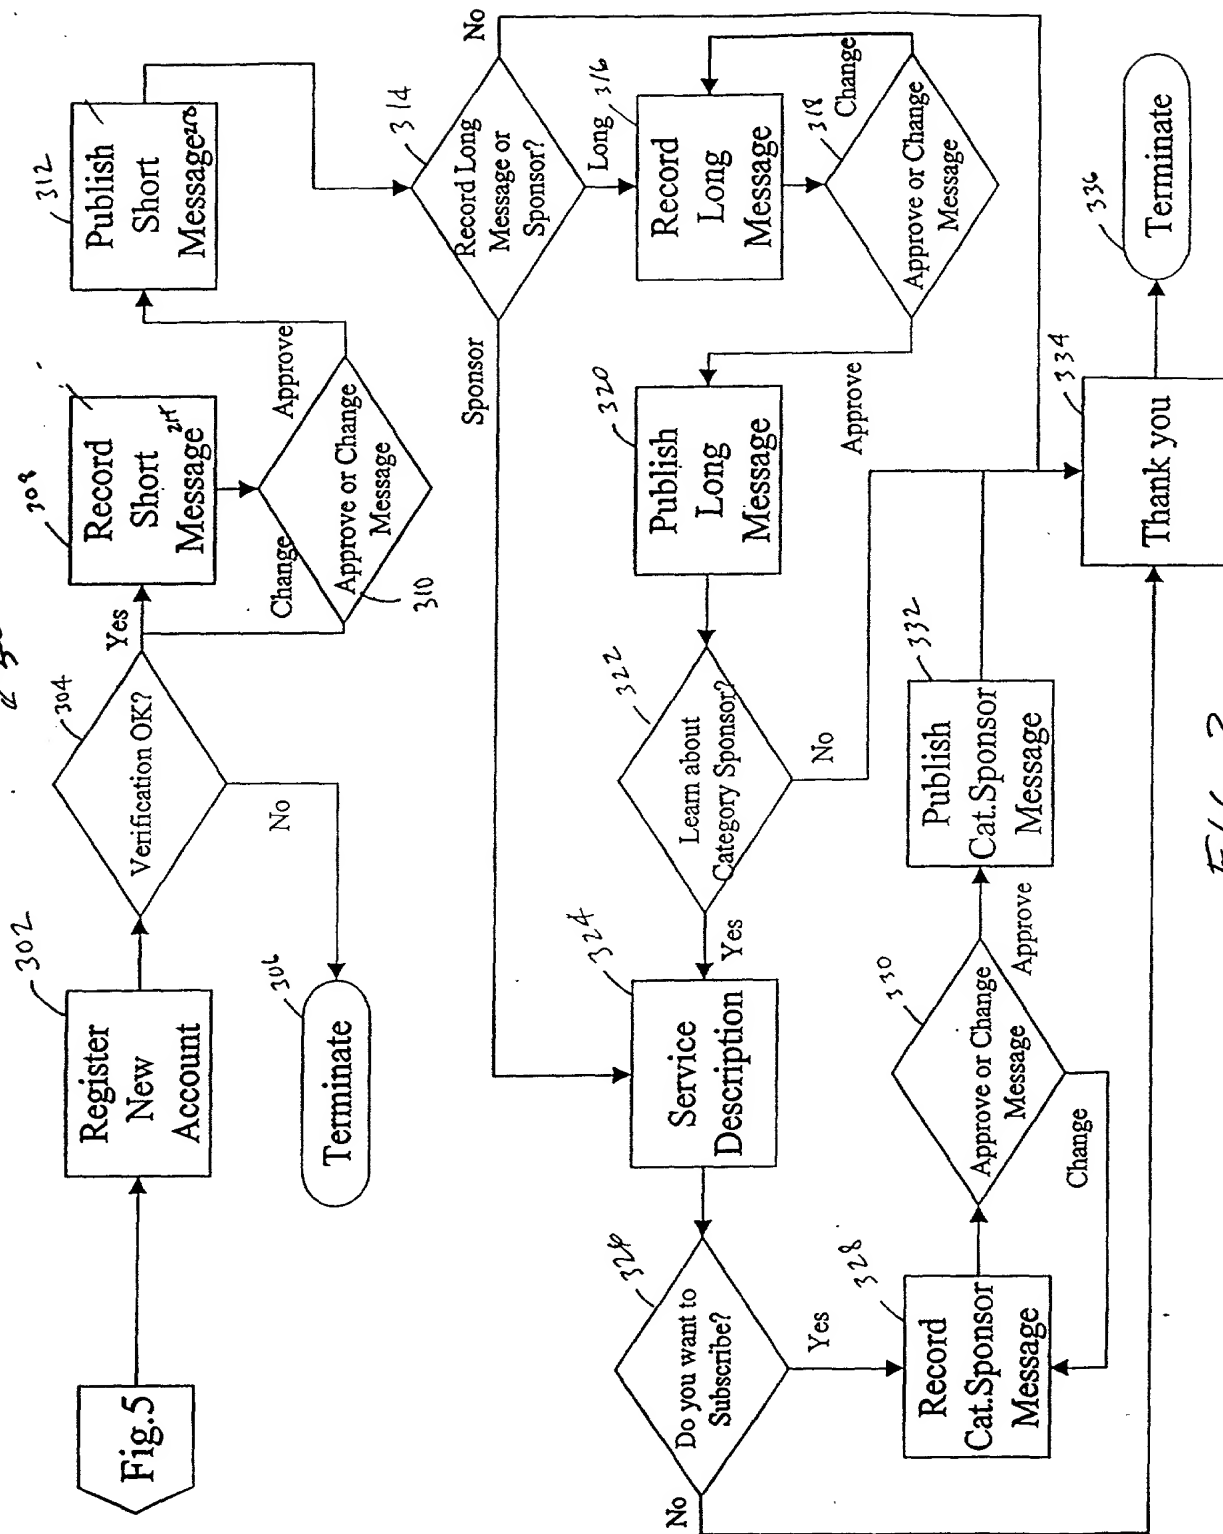 Fig.5
302
Register
New
Account
304
Verification OK?
Yes
No
306
Terminate
308
Record
Short
Message
310
Approve or Change
Message
Change
Approve
312
Publish
Short
Message
314
Record Long
Message or
Sponsor?
No
Long
Sponsor
316
Record
Long
Message
318
Approve or Change
Message
Change
Approve
320
Publish
Long
Message
322
Learn about
Category Sponsor?
No
Yes
324
Service
Description
326
Do you want to
Subscribe?
No
Yes
328
Record
Cat.Sponsor
Message
330
Approve or Change
Message
Change
Approve
332
Publish
Cat.Sponsor
Message
334
Thank you
336
Terminate